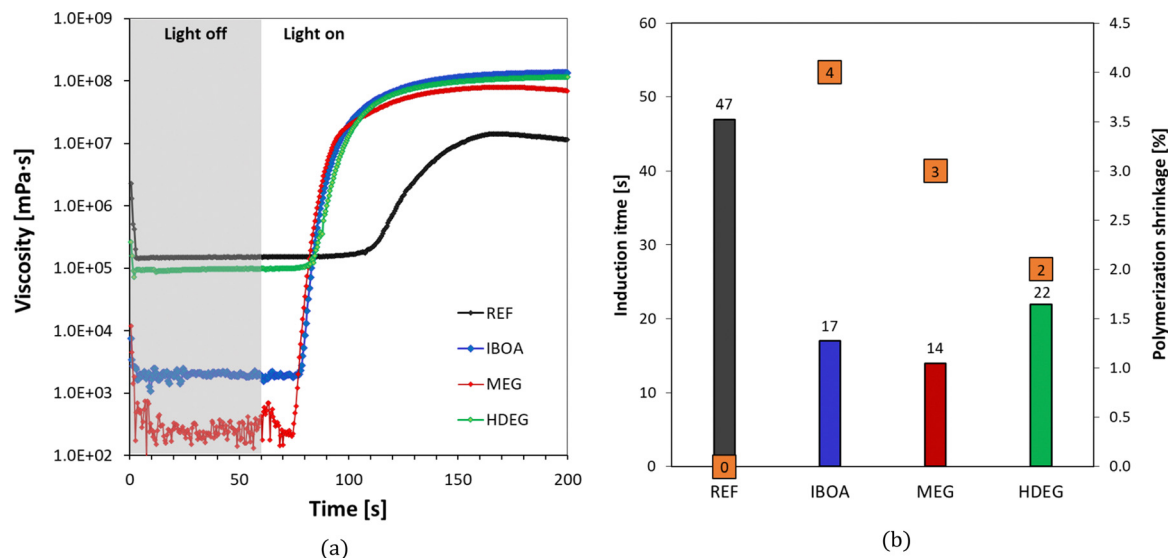 Light off
Light on
1.0E+09
1.0E+08
1.0E+07
1.0E+06
1.0E+05
1.0E+04
1.0E+03
1.0E+02
Viscosity [mPa·s]
0
50
100
150
200
Time [s]
REF
IBOA
MEG
HDEG
(a)
60
50
40
30
20
10
0
Induction itme [s]
47
17
14
22
0
4
3
2
4.5
4.0
3.5
3.0
2.5
2.0
1.5
1.0
0.5
0.0
Polymerization shrinkage [%]
REF
IBOA
MEG
HDEG
(b)